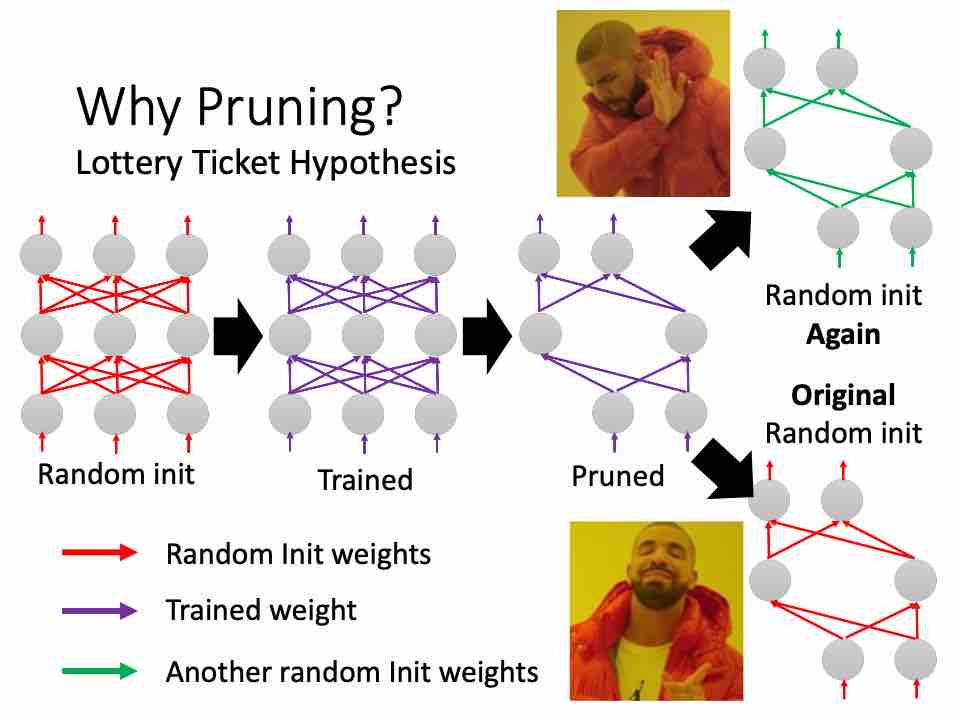 Why Pruning?
Lottery Ticket Hypothesis
Random init
Again
Original
Random init
Random init
Trained
Pruned
Random Init weights
Trained weight
Another random Init weights